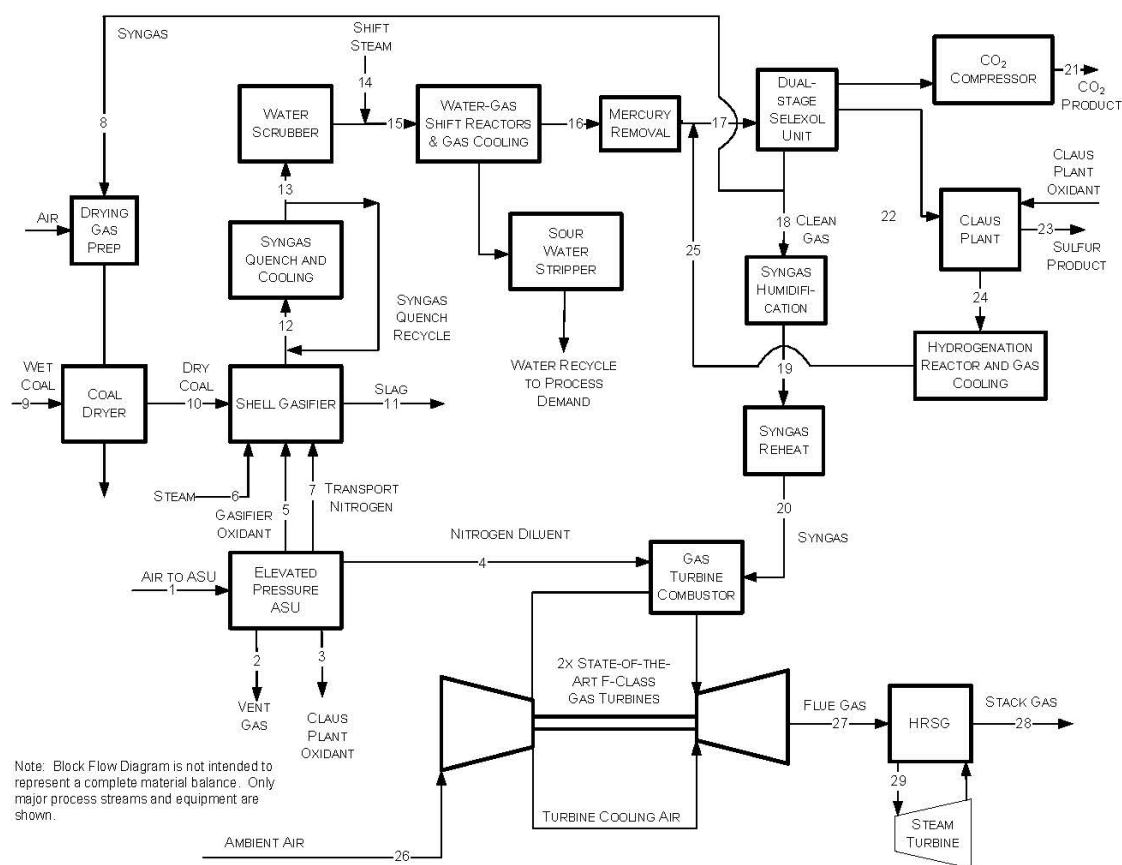 SYNGAS
SHIFT
STEAM
14
8
WATER
SCRUBBER
15
WATER-GAS
SHIFT REACTORS
& GAS COOLING
16
MERCURY
REMOVAL
17
DUAL-
STAGE
SELEXOL
UNIT
CO2
COMPRESSOR
21
CO2
PRODUCT
13
CLAUS
PLANT
OXIDANT
AIR
DRYING
GAS
PREP
SYNGAS
QUENCH AND
COOLING
SOUR
WATER
STRIPPER
25
18
CLEAN
GAS
22
CLAUS
PLANT
23
SULFUR
PRODUCT
SYNGAS
HUMIDIFI-
CATION
24
12
SYNGAS
QUENCH
RECYCLE
WATER RECYCLE
TO PROCESS
DEMAND
19
HYDROGENATION
REACTOR AND GAS
COOLING
WET
COAL
9
COAL
DRYER
DRY
COAL
10
SHELL GASIFIER
SLAG
11
SYNGAS
REHEAT
STEAM
6
GASIFIER
OXIDANT
5
7
TRANSPORT
NITROGEN
20
SYNGAS
NITROGEN DILUENT
4
GAS
TURBINE
COMBUSTOR
AIR TO ASU
1
ELEVATED
PRESSURE
ASU
2
3
VENT
GAS
CLAUS
PLANT
OXIDANT
2X STATE-OF-THE-
ART F-CLASS
GAS TURBINES
FLUE GAS
27
HRSG
STACK GAS
28
29
STEAM
TURBINE
Note: Block Flow Diagram is not intended to
represent a complete material balance. Only
major process streams and equipment are
shown.
TURBINE COOLING AIR
AMBIENT AIR
26